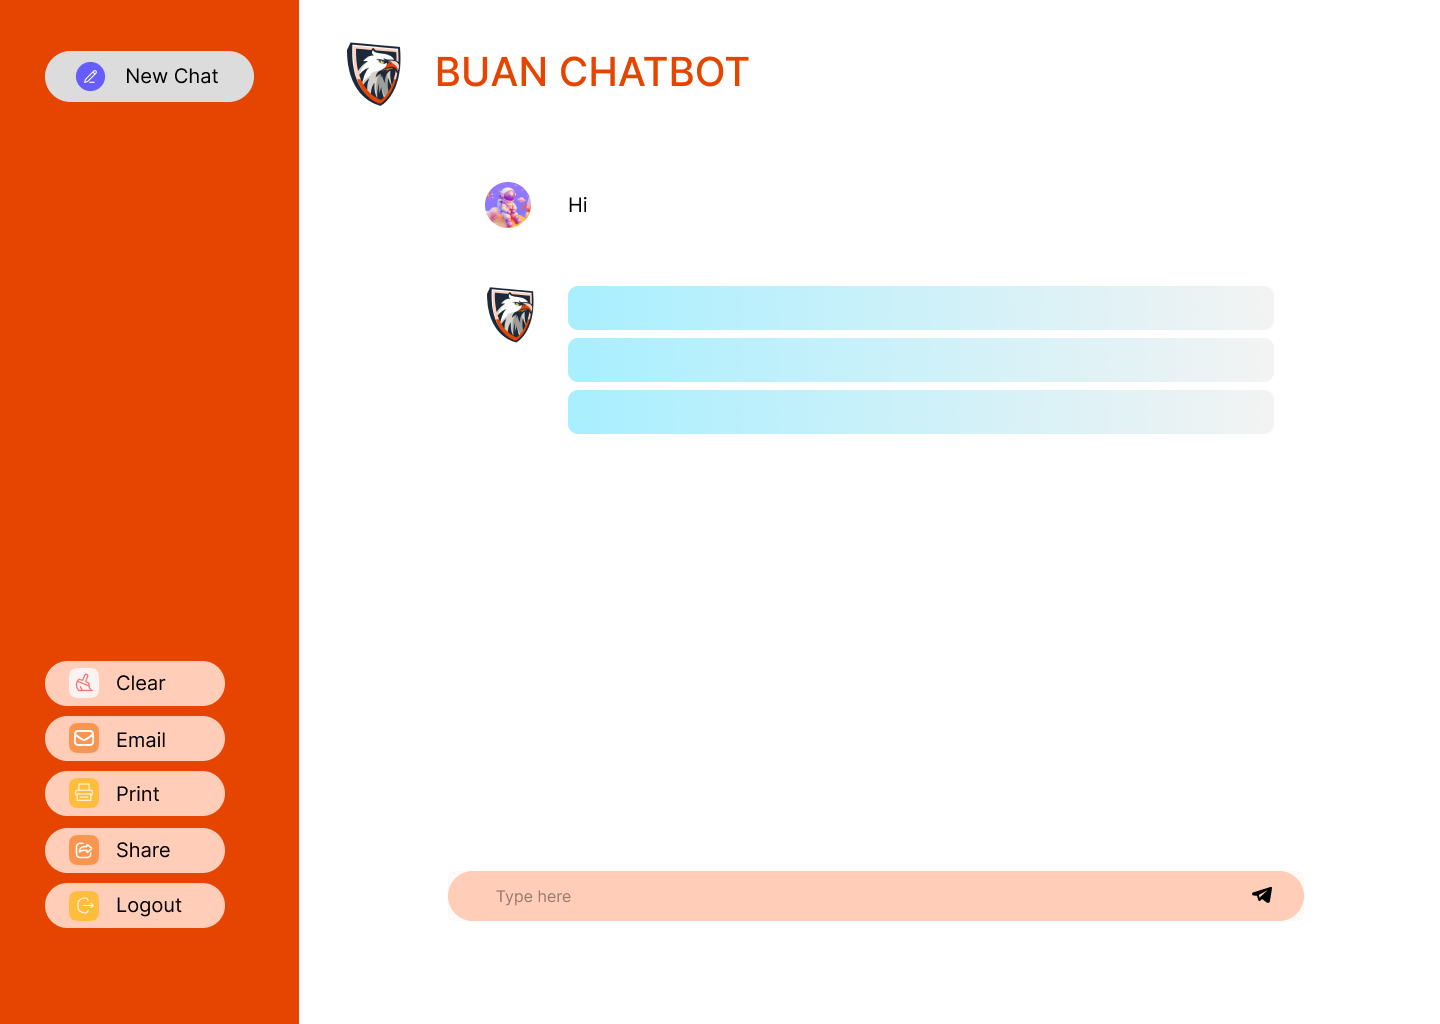 New Chat
BUAN CHATBOT
Hi
Clear
Email
Print
Share
Logout
Type here